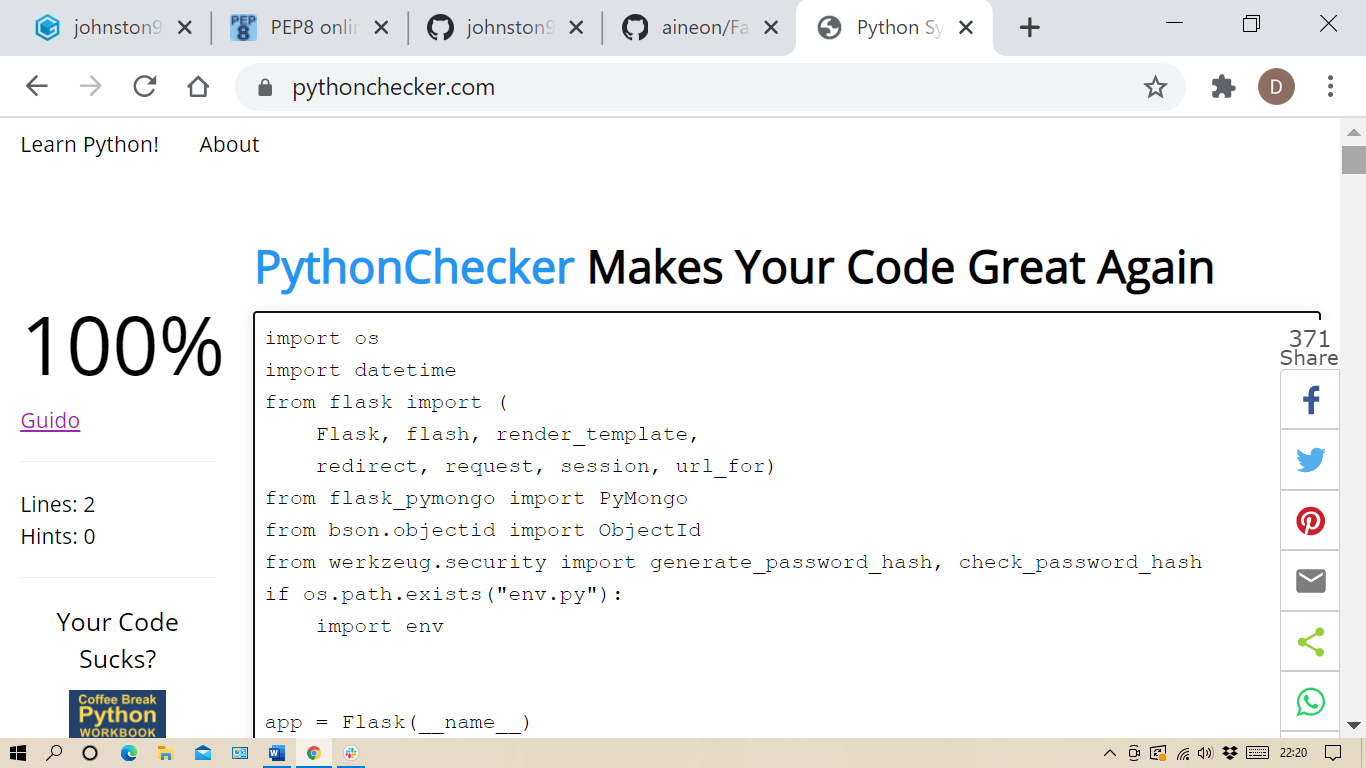 johnston9
PEP8 onlin
johnston9
aineon/Fa
Python Sy
pythonchecker.com
D
Learn Python!
About
PythonChecker Makes Your Code Great Again
100%
Guido
Lines: 2
Hints: 0
Your Code
Sucks?
Coffee Break
Python
WORKBOOK
import os
import datetime
from flask import (
    Flask, flash, render_template,
    redirect, request, session, url_for)
from flask_pymongo import PyMongo
from bson.objectid import ObjectId
from werkzeug.security import generate_password_hash, check_password_hash
if os.path.exists("env.py"):
    import env
app = Flask(__name__)
371
Share
22:20